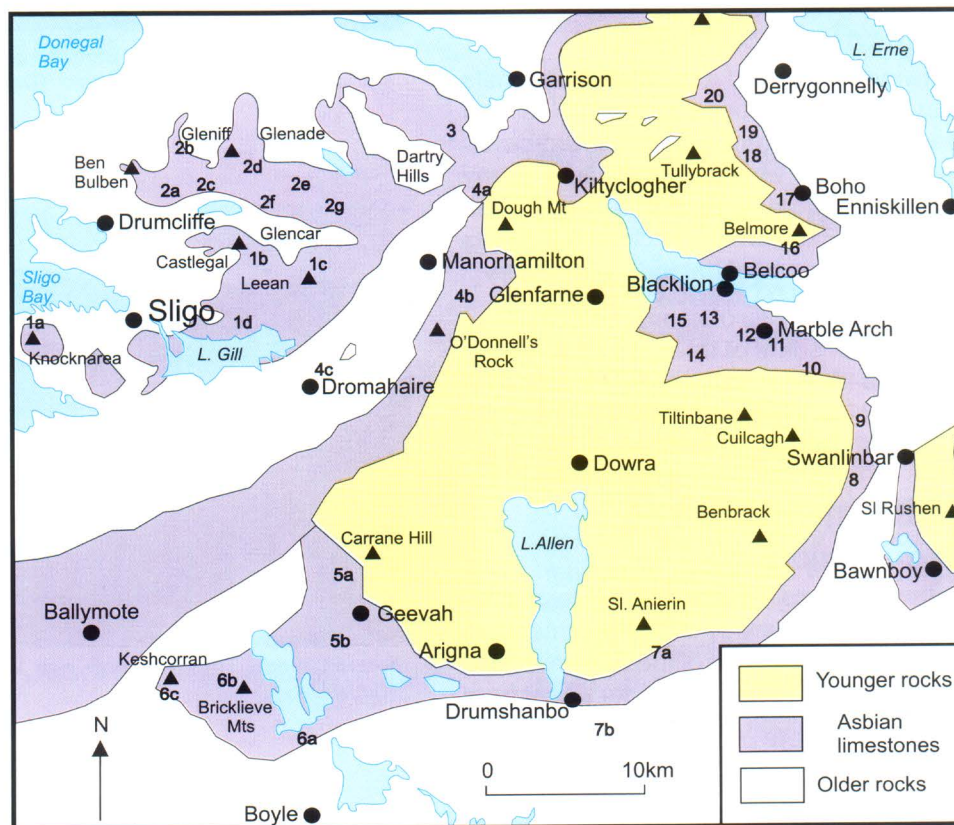 Donegal
Bay
L. Erne
Garrison
Derrygonnelly
20
Gleniff
Glenade
2b
3
19
Ben
Bulben
2d
Dartry
Hills
18
Tullybrack
2a
2c
2e
2f
2g
4a
Kiltyclogher
17
Boho
Enniskillen
Dough Mt
Drumcliffe
Glencar
Belmore
16
Castlegal
1b
1c
Manorhamilton
Belcoo
Sligo
Bay
Leean
Blacklion
4b
Glenfarne
Sligo
1a
1d
15
13
12
Marble Arch
11
Knocknarea
L. Gill
O'Donnell's
Rock
14
10
4c
Dromahaire
Tiltinbane
9
Cuilcagh
Dowra
Swanlinbar
8
Sl Rushen
L.Allen
Benbrack
Carrane Hill
5a
Bawnboy
Ballymote
Geevah
Sl. Anierin
5b
Arigna
7a
Keshcorran
6b
6c
Bricklieve
Mts
Drumshanbo
7b
6a
N
0
10km
Boyle
Younger rocks
Asbian
limestones
Older rocks